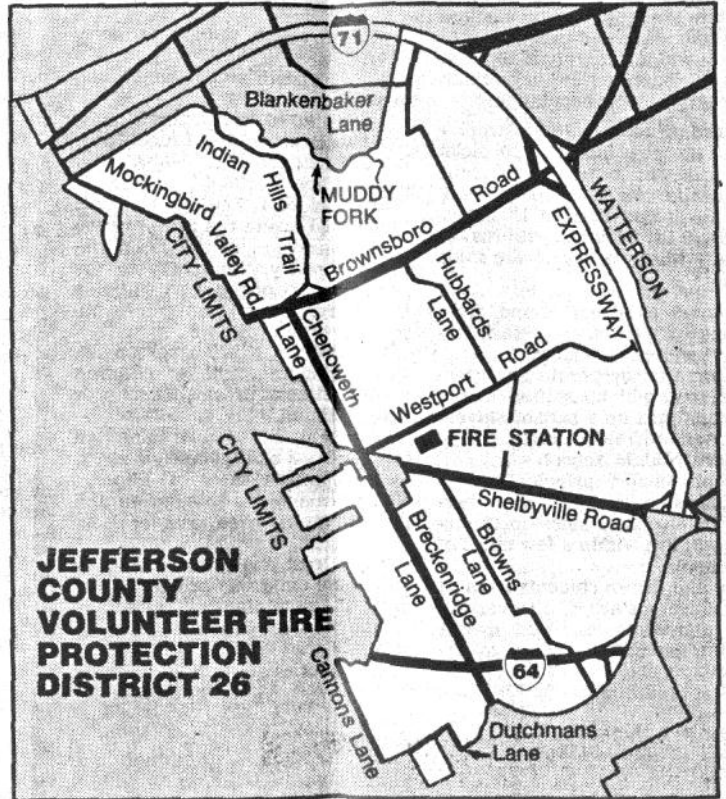 71
Blankenbaker
Lane
Indian
Hills
Trail
Mockingbird
Valley Rd.
MUDDY
FORK
Brownsboro
Road
WATTERSON
EXPRESSWAY
CITY LIMITS
Chenoweth
Lane
Hubbards
Lane
Westport
Road
FIRE STATION
CITY LIMITS
Shelbyville Road
Breckenridge
Lane
Browns
Lane
JEFFERSON
COUNTY
VOLUNTEER FIRE
PROTECTION
DISTRICT 26
64
Cannons Lane
Dutchmans
Lane